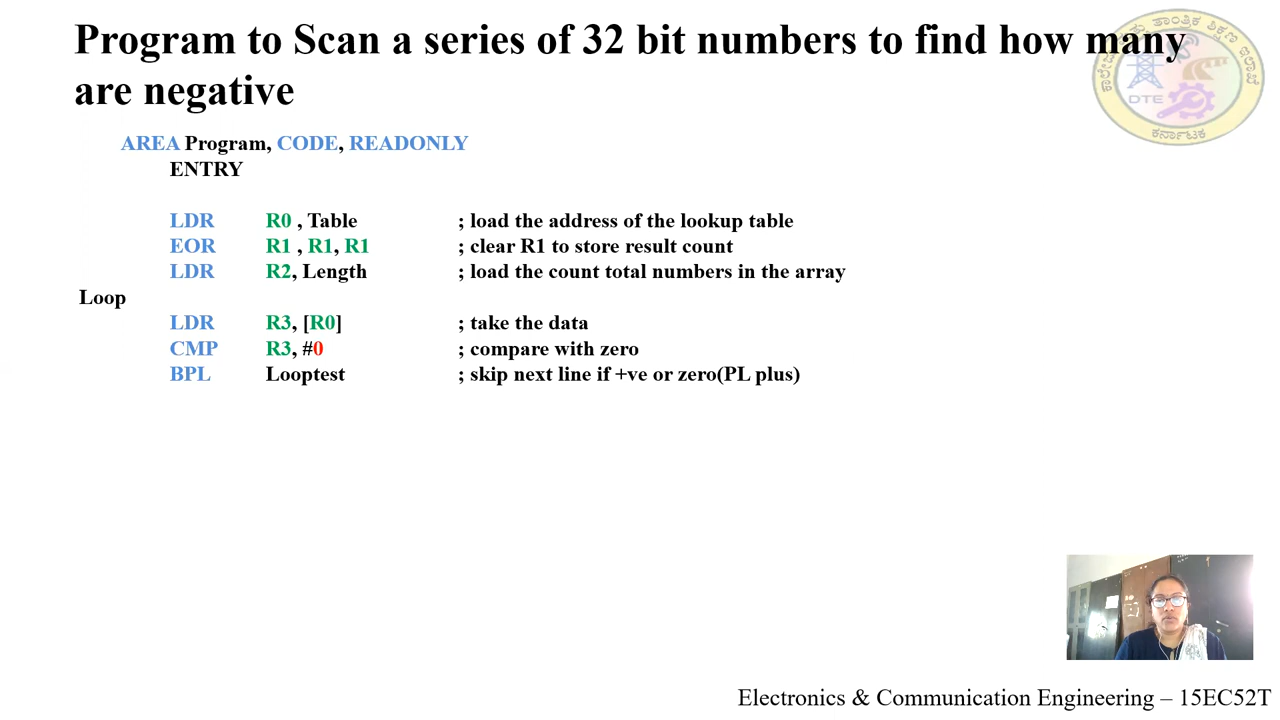 Program to Scan a series of 32 bit numbers to find how many
are negative
DTE
ಕರ್ನಾಟಕ
AREA Program, CODE, READONLY
ENTRY
LDR R0 , Table ; load the address of the lookup table
EOR R1 , R1, R1 ; clear R1 to store result count
LDR R2, Length ; load the count total numbers in the array
Loop
LDR R3, [R0] ; take the data
CMP R3, #0 ; compare with zero
BPL Looptest ; skip next line if +ve or zero(PL plus)
Electronics & Communication Engineering – 15EC52T